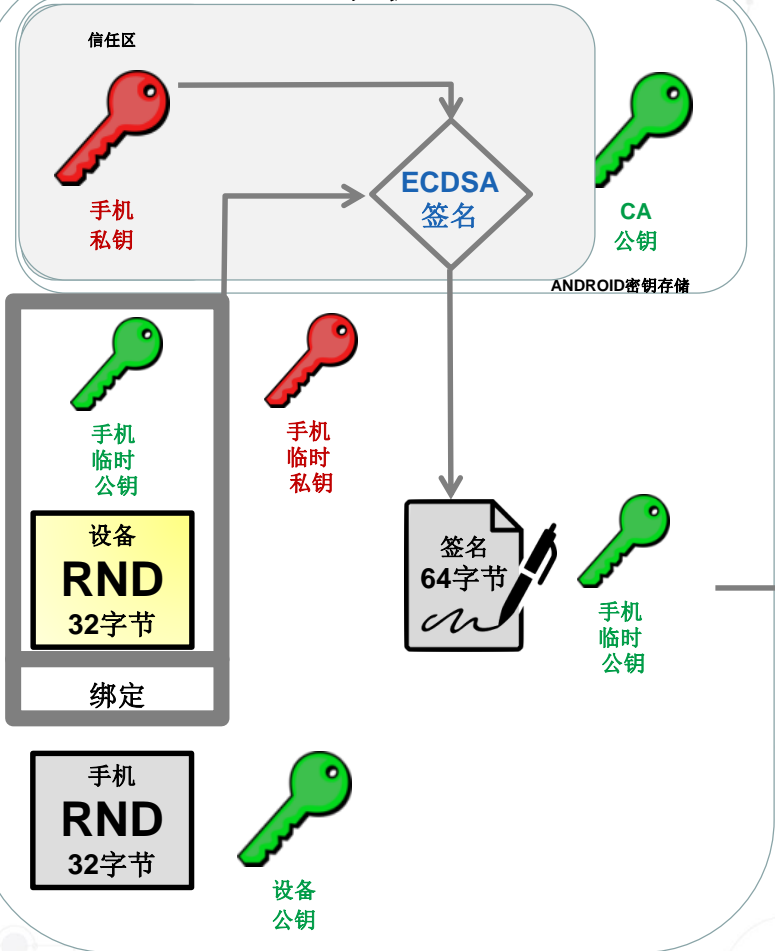 信任区
手机
私钥
ECDSA
签名
CA
公钥
ANDROID密钥存储
手机
临时
公钥
手机
临时
私钥
设备
RND
32字节
绑定
签名
64字节
手机
临时
公钥
手机
RND
32字节
设备
公钥